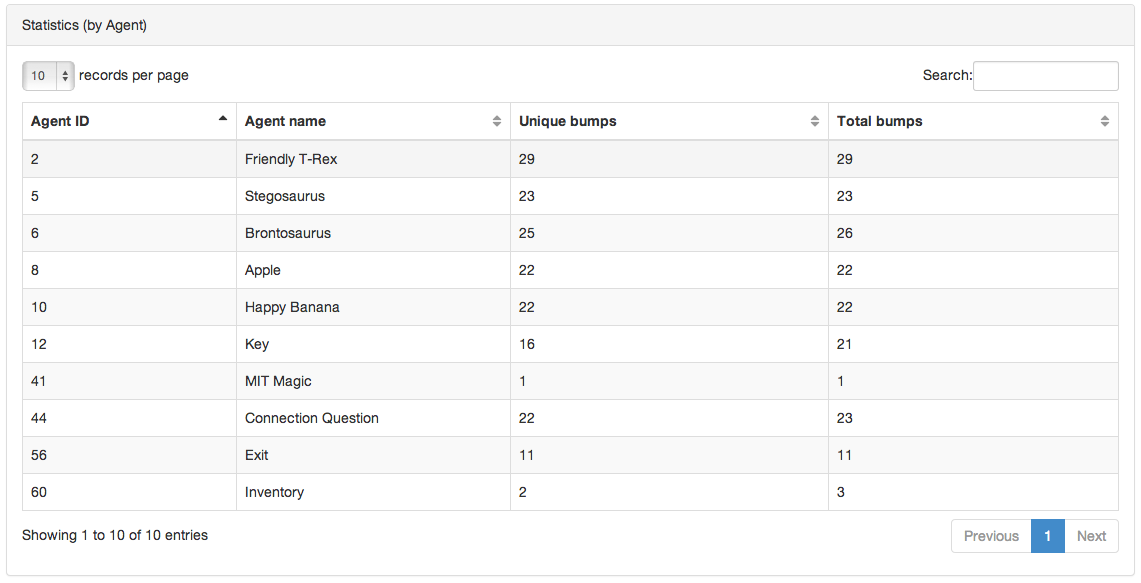 Statistics (by Agent)
10 records per page Search:
Agent ID Agent name Unique bumps Total bumps
2 Friendly T-Rex 29 29
5 Stegosaurus 23 23
6 Brontosaurus 25 26
8 Apple 22 22
10 Happy Banana 22 22
12 Key 16 21
41 MIT Magic 1 1
44 Connection Question 22 23
56 Exit 11 11
60 Inventory 2 3
Showing 1 to 10 of 10 entries Previous 1 Next